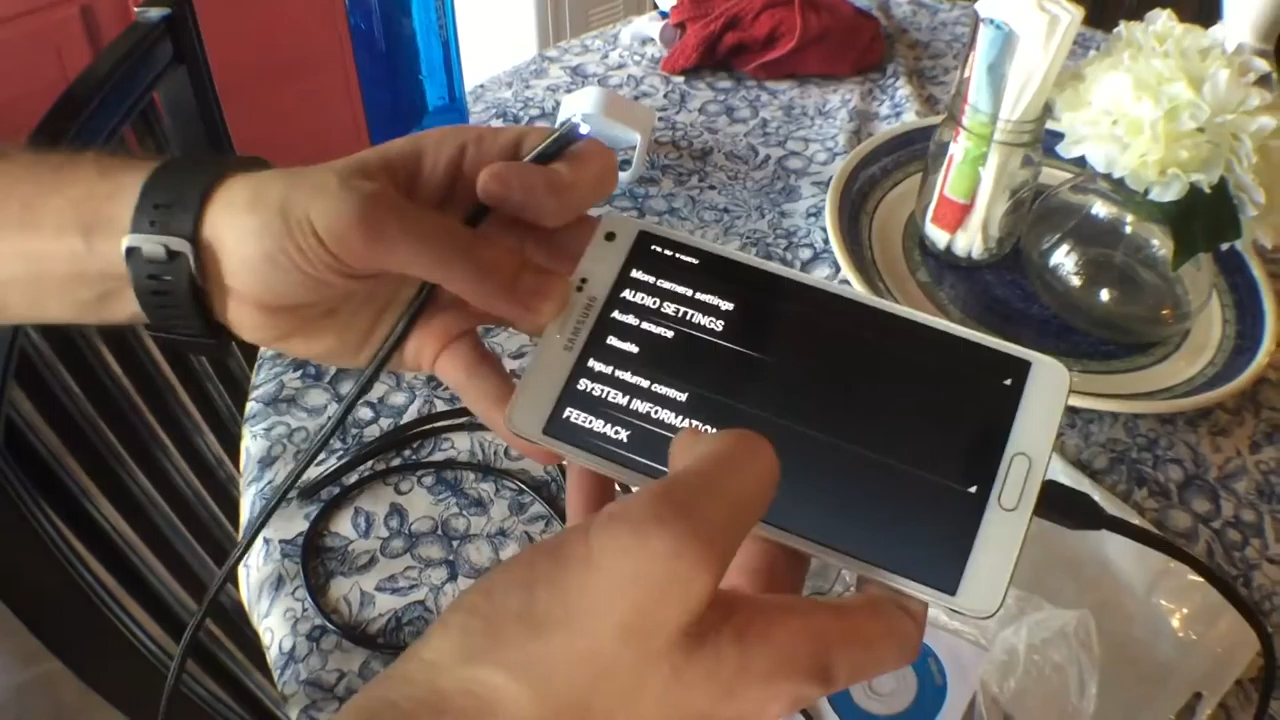 More camera settings
AUDIO SETTINGS
Audio source
Disable
Input volume control
SYSTEM INFORMATION
FEEDBACK
SAMSUNG